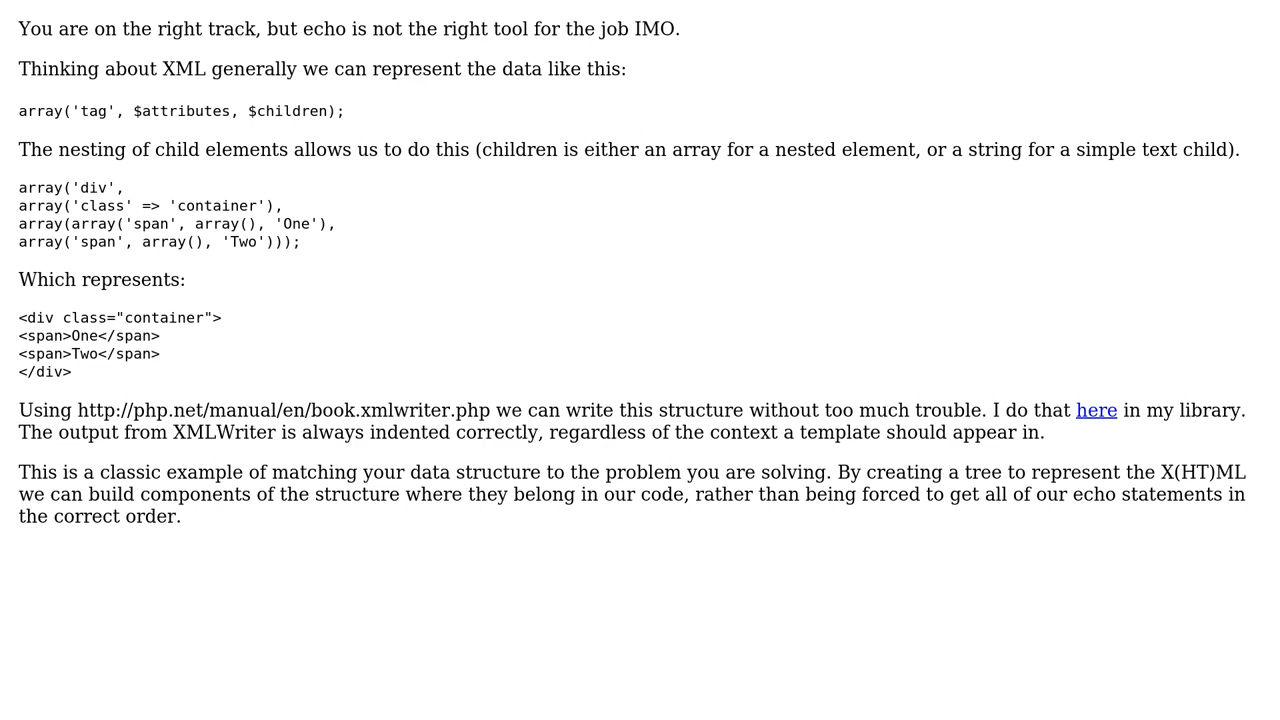 You are on the right track, but echo is not the right tool for the job IMO.
Thinking about XML generally we can represent the data like this:
array('tag', $attributes, $children);
The nesting of child elements allows us to do this (children is either an array for a nested element, or a string for a simple text child).
array('div',
array('class' => 'container'),
array(array('span', array(), 'One'),
array('span', array(), 'Two')));
Which represents:
<div class="container">
<span>One</span>
<span>Two</span>
</div>
Using http://php.net/manual/en/book.xmlwriter.php we can write this structure without too much trouble. I do that here in my library.
The output from XMLWriter is always indented correctly, regardless of the context a template should appear in.
This is a classic example of matching your data structure to the problem you are solving. By creating a tree to represent the X(HT)ML
we can build components of the structure where they belong in our code, rather than being forced to get all of our echo statements in
the correct order.